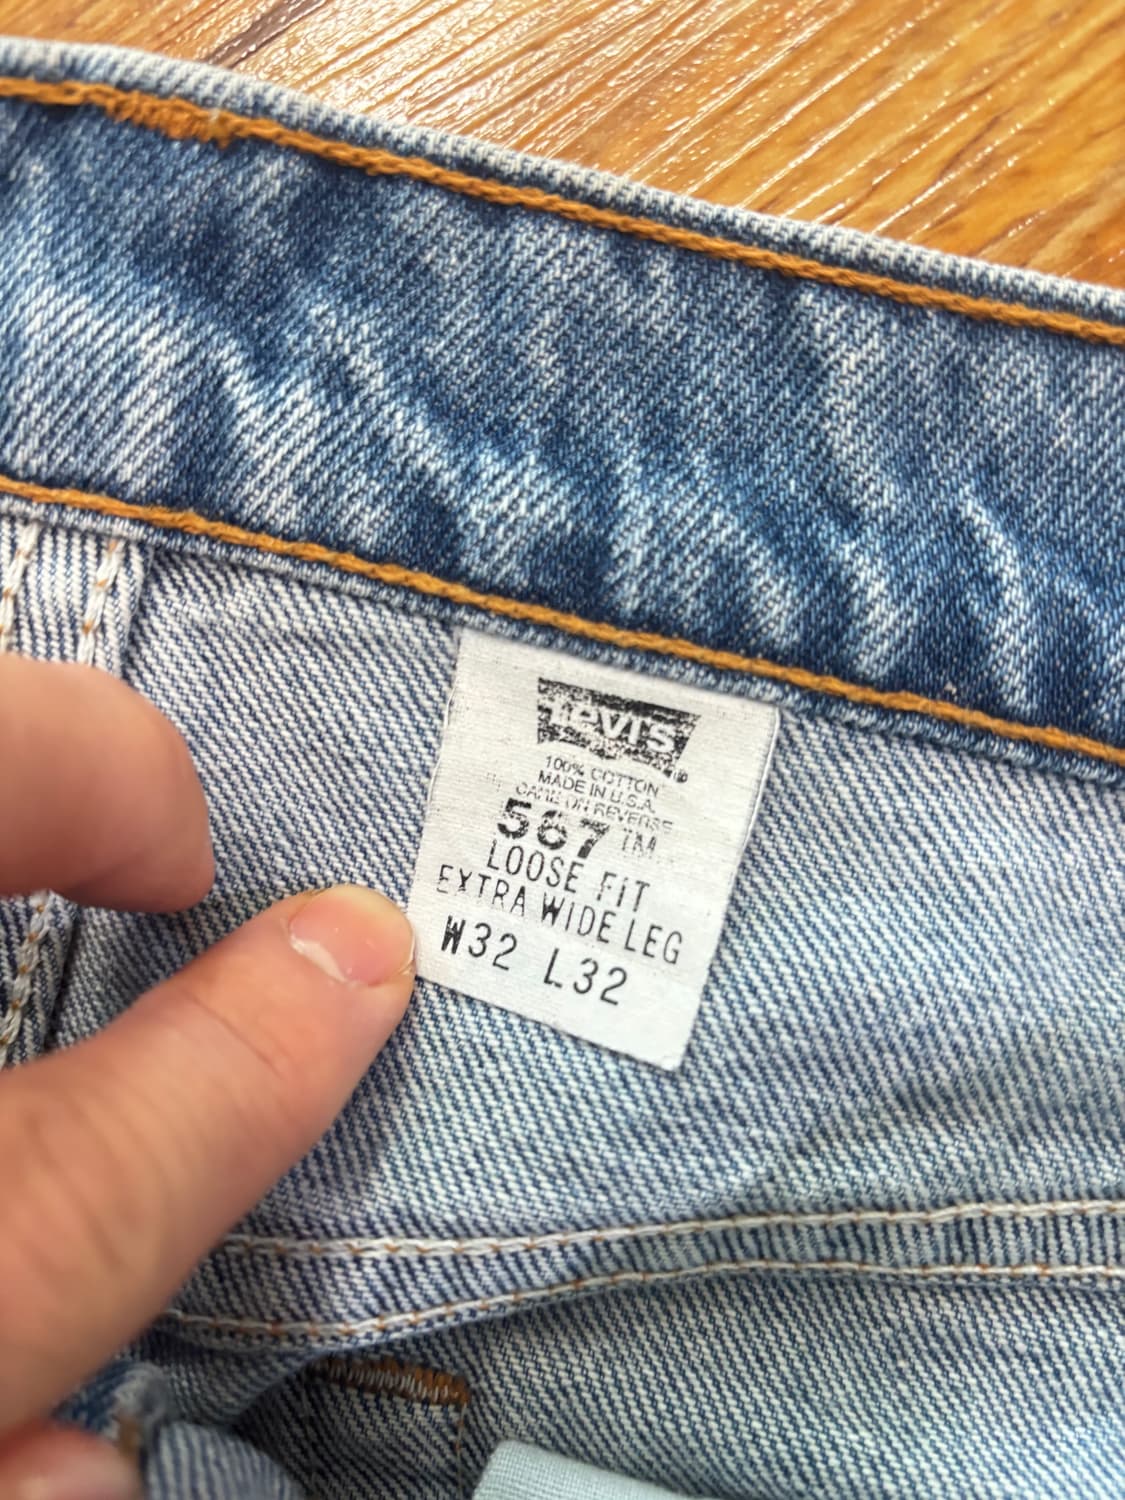 Levi's®
100% COTTON
MADE IN U.S.A.
CARE ON REVERSE
567 TM
LOOSE FIT
EXTRA WIDE LEG
W32 L32